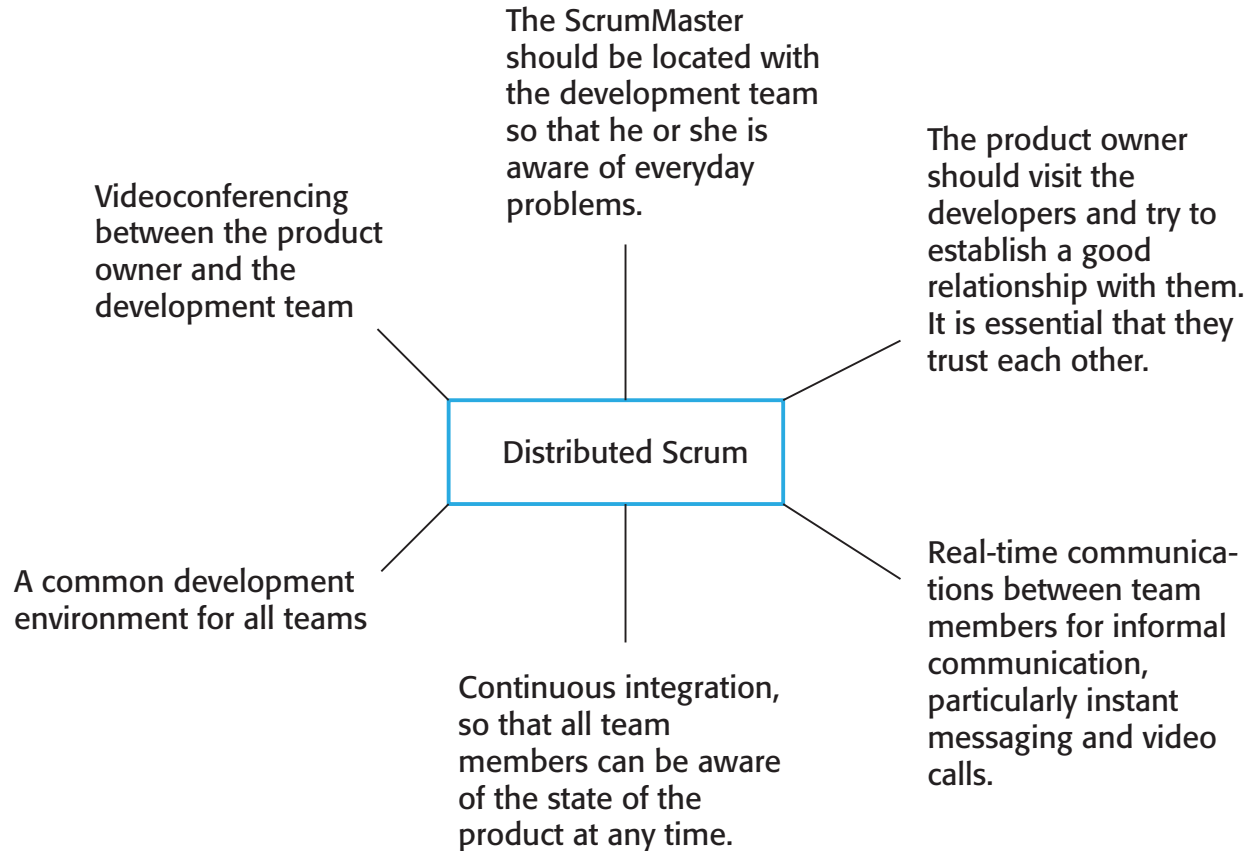 The ScrumMaster
should be located with
the development team
so that he or she is
aware of everyday
problems.
The product owner
should visit the
developers and try to
establish a good
relationship with them.
It is essential that they
trust each other.
Videoconferencing
between the product
owner and the
development team
Distributed Scrum
A common development
environment for all teams
Real-time communica-
tions between team
members for informal
communication,
particularly instant
messaging and video
calls.
Continuous integration,
so that all team
members can be aware
of the state of the
product at any time.